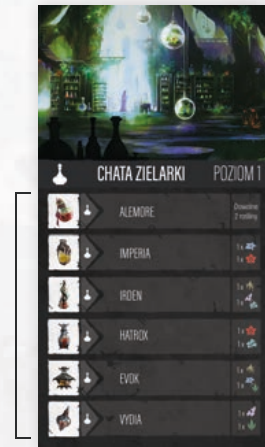 CHATA ZIELARKI POZIOM 1
ALEMORE Dowolne
2 rośliny
IMPERIA 1x
1x
IRDEN 1x
1x
HATROX 1x
1x
EVOK 1x
1x
VYDIA 1x
1x